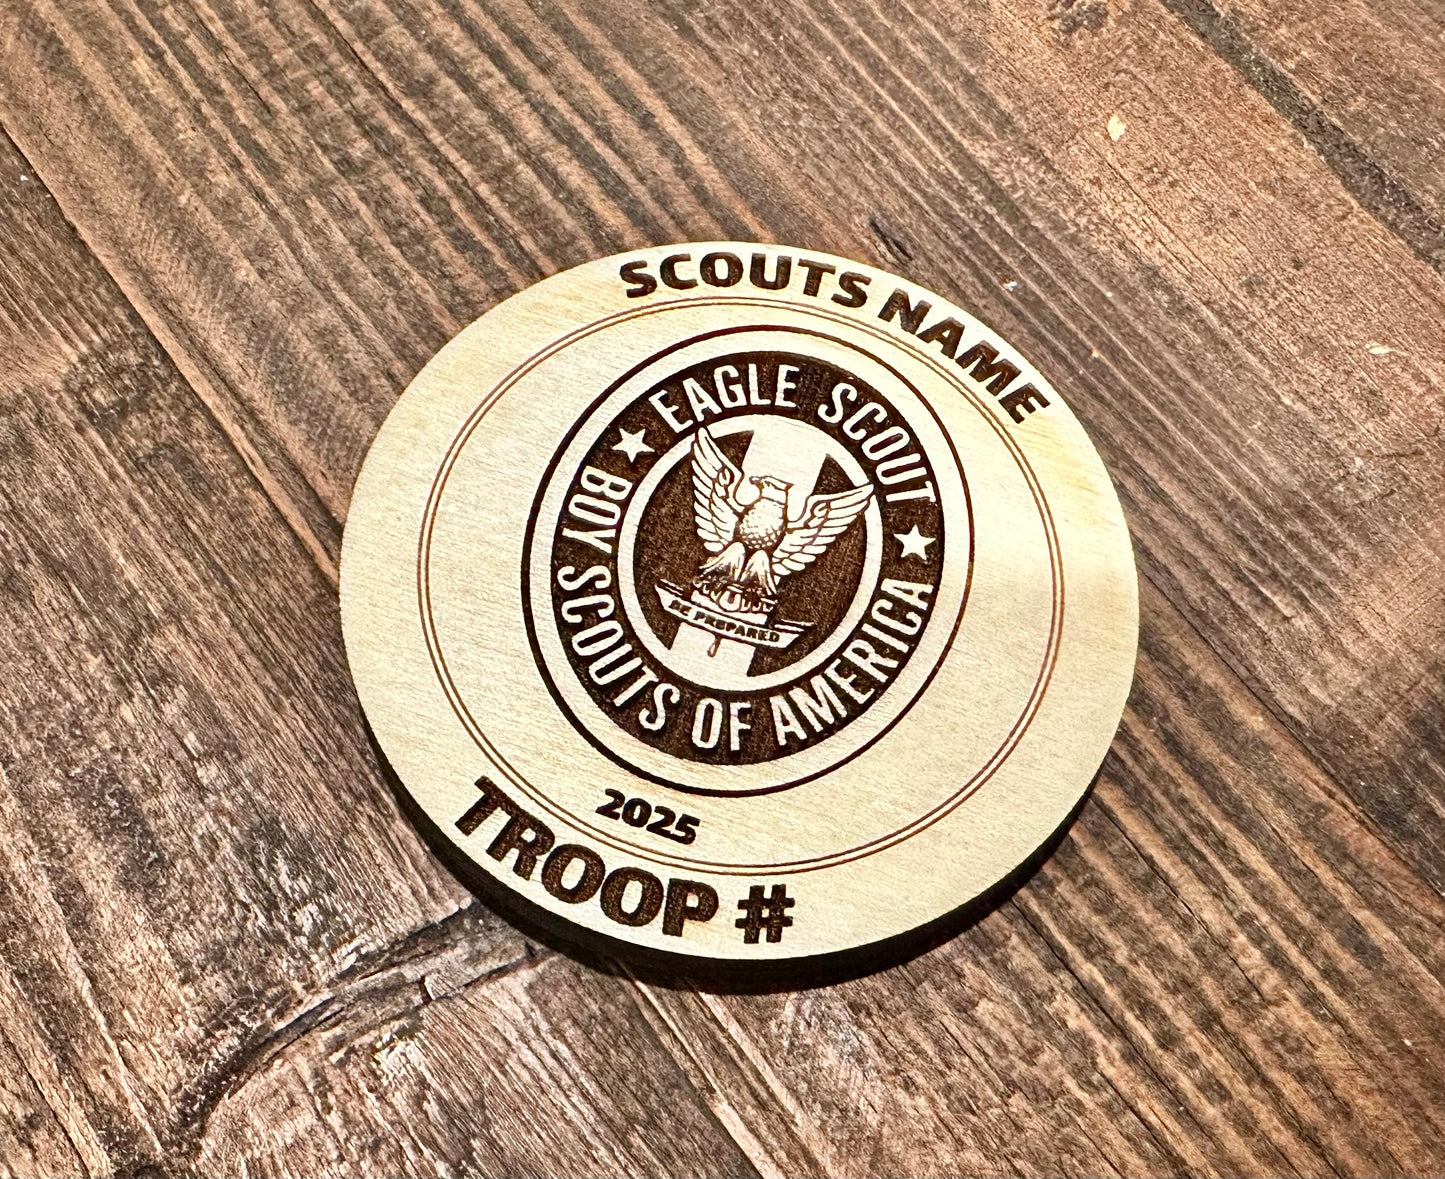 SCOUTS NAME
EAGLE SCOUT
★ BOY SCOUTS OF AMERICA ★
BE PREPARED
2025
TROOP #